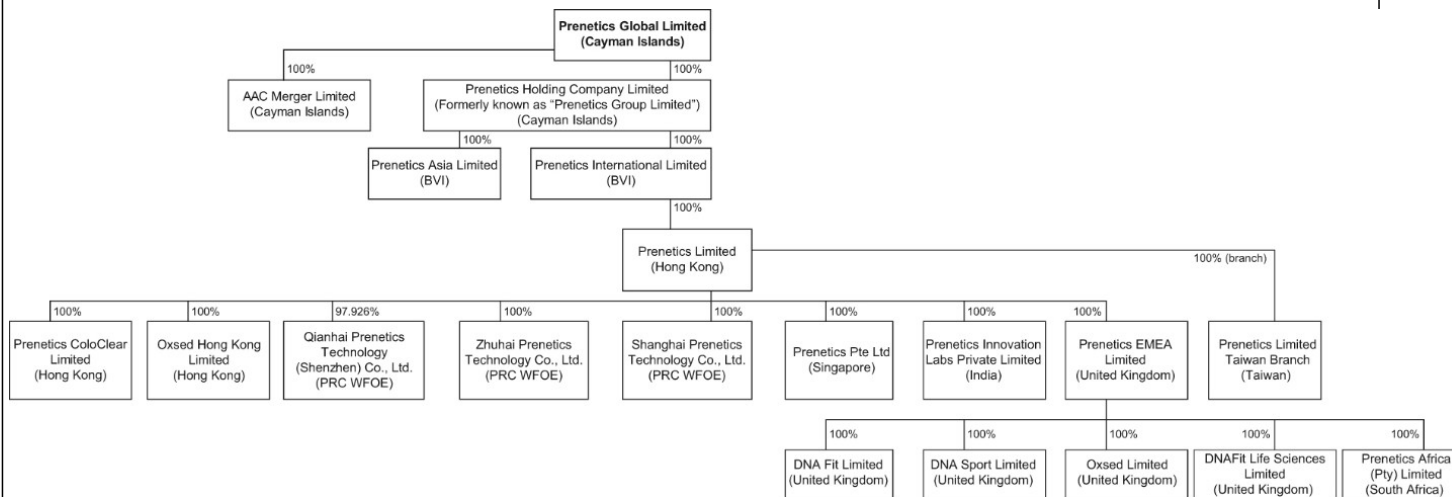 Prenetics Global Limited
(Cayman Islands)
100%
100%
AAC Merger Limited
(Cayman Islands)
Prenetics Holding Company Limited
(Formerly known as “Prenetics Group Limited”)
(Cayman Islands)
100%
100%
Prenetics Asia Limited
(BVI)
Prenetics International Limited
(BVI)
100%
Prenetics Limited
(Hong Kong)
100% (branch)
100%
100%
97.926%
100%
100%
100%
100%
100%
Prenetics ColoClear
Limited
(Hong Kong)
Oxsed Hong Kong
Limited
(Hong Kong)
Qianhai Prenetics
Technology
(Shenzhen) Co., Ltd.
(PRC WFOE)
Zhuhai Prenetics
Technology Co., Ltd.
(PRC WFOE)
Shanghai Prenetics
Technology Co., Ltd.
(PRC WFOE)
Prenetics Pte Ltd
(Singapore)
Prenetics Innovation
Labs Private Limited
(India)
Prenetics EMEA
Limited
(United Kingdom)
Prenetics Limited
Taiwan Branch
(Taiwan)
100%
100%
100%
100%
100%
DNA Fit Limited
(United Kingdom)
DNA Sport Limited
(United Kingdom)
Oxsed Limited
(United Kingdom)
DNAFit Life Sciences
Limited
(United Kingdom)
Prenetics Africa
(Pty) Limited
(South Africa)